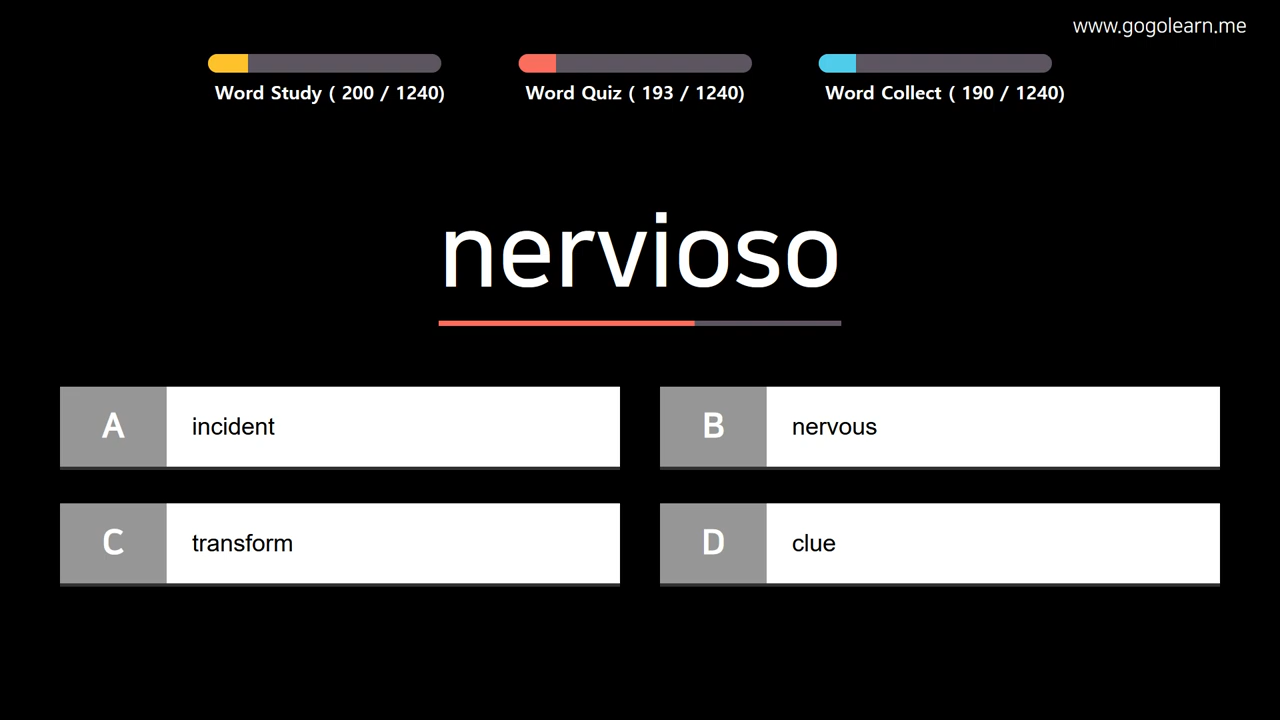 www.gogolearn.me
Word Study ( 200 / 1240)
Word Quiz ( 193 / 1240)
Word Collect ( 190 / 1240)
nervioso
A incident
B nervous
C transform
D clue